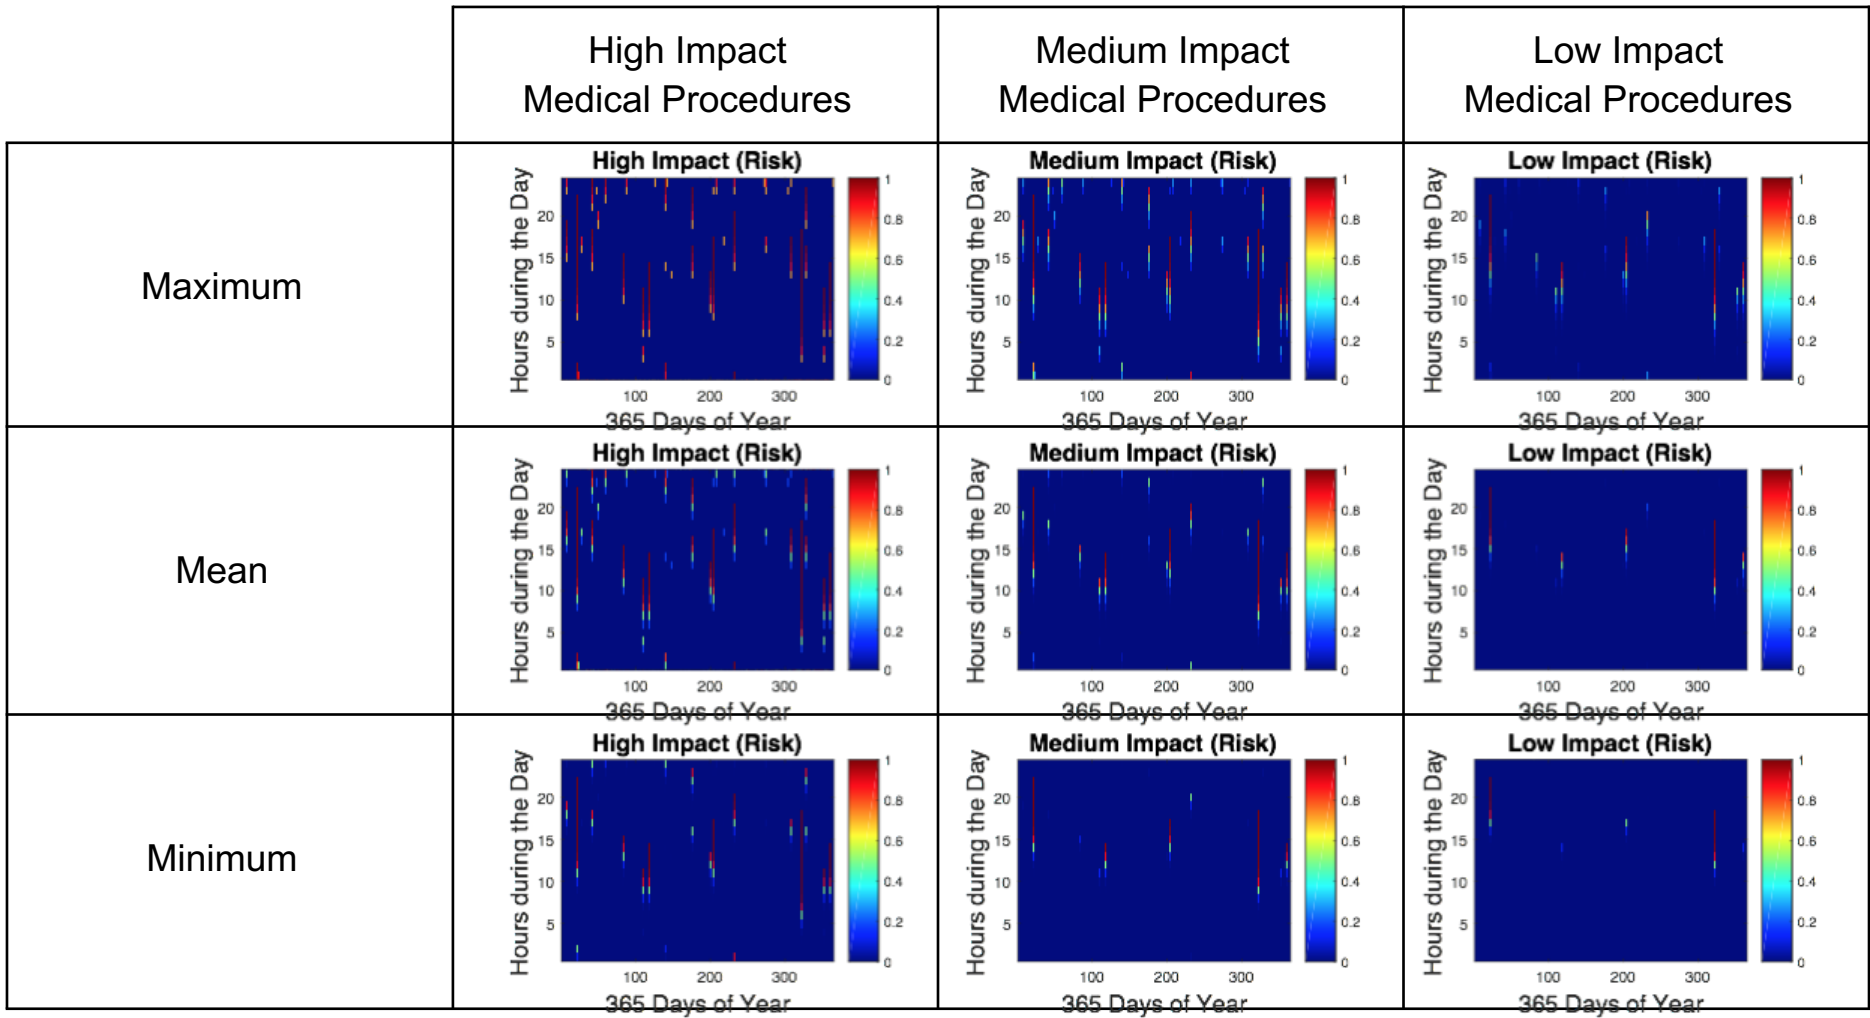 High Impact
Medical Procedures
Medium Impact
Medical Procedures
Low Impact
Medical Procedures
Maximum
High Impact (Risk)
Hours during the Day
20
15
10
5
100 200 300
365 Days of Year
1
0.8
0.6
0.4
0.2
0
Medium Impact (Risk)
Hours during the Day
20
15
10
5
100 200 300
365 Days of Year
1
0.8
0.6
0.4
0.2
0
Low Impact (Risk)
Hours during the Day
20
15
10
5
100 200 300
365 Days of Year
1
0.8
0.6
0.4
0.2
0
Mean
High Impact (Risk)
Hours during the Day
20
15
10
5
100 200 300
365 Days of Year
1
0.8
0.6
0.4
0.2
0
Medium Impact (Risk)
Hours during the Day
20
15
10
5
100 200 300
365 Days of Year
1
0.8
0.6
0.4
0.2
0
Low Impact (Risk)
Hours during the Day
20
15
10
5
100 200 300
365 Days of Year
1
0.8
0.6
0.4
0.2
0
Minimum
High Impact (Risk)
Hours during the Day
20
15
10
5
100 200 300
365 Days of Year
1
0.8
0.6
0.4
0.2
0
Medium Impact (Risk)
Hours during the Day
20
15
10
5
100 200 300
365 Days of Year
1
0.8
0.6
0.4
0.2
0
Low Impact (Risk)
Hours during the Day
20
15
10
5
100 200 300
365 Days of Year
1
0.8
0.6
0.4
0.2
0